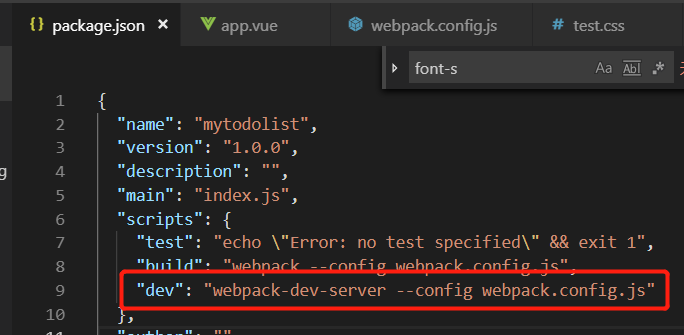 {} package.json ×
app.vue
webpack.config.js
test.css
font-s
Aa Abl .*
g
1 {
2 "name": "mytodolist",
3 "version": "1.0.0",
4 "description": "",
5 "main": "index.js",
6 "scripts": {
7 "test": "echo \"Error: no test specified\" && exit 1",
8 "build": "webpack --config webpack.config.js",
9 "dev": "webpack-dev-server --config webpack.config.js"
10 },
11 "author": ""